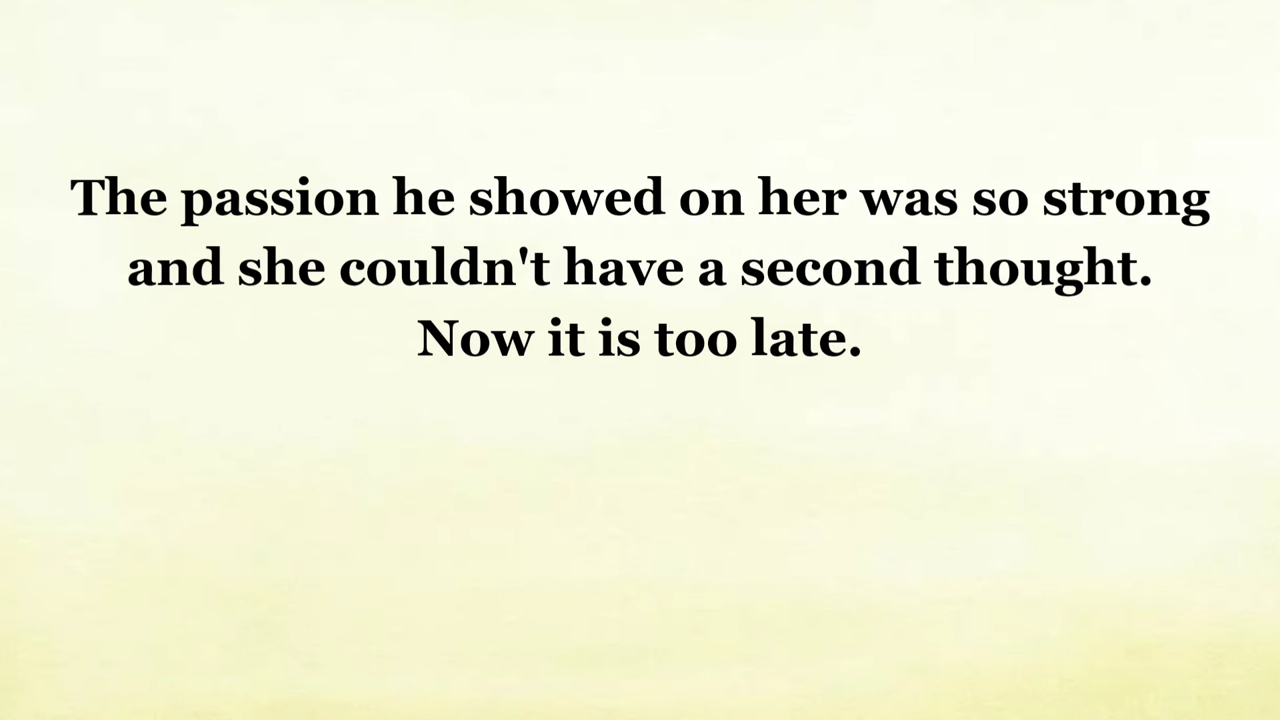 The passion he showed on her was so strong
and she couldn't have a second thought.
Now it is too late.